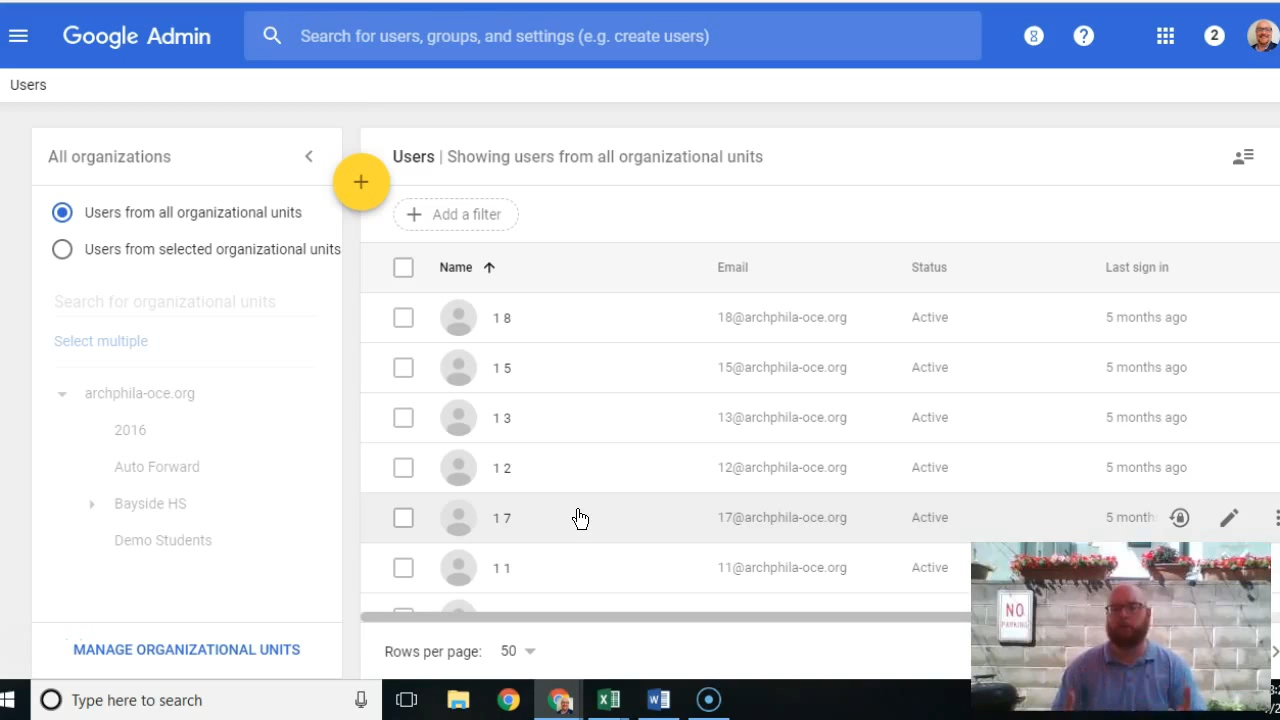 Google Admin
Search for users, groups, and settings (e.g. create users)
2
Users
All organizations
Users from all organizational units
Users from selected organizational units
Search for organizational units
Select multiple
archphila-oce.org
2016
Auto Forward
Bayside HS
Demo Students
MANAGE ORGANIZATIONAL UNITS
Users | Showing users from all organizational units
Add a filter
Name Email Status Last sign in
1 8 18@archphila-oce.org Active 5 months ago
1 5 15@archphila-oce.org Active 5 months ago
1 3 13@archphila-oce.org Active 5 months ago
1 2 12@archphila-oce.org Active 5 months ago
1 7 17@archphila-oce.org Active 5 month
1 1 11@archphila-oce.org Active
Rows per page: 50
NO
PARKING
Type here to search